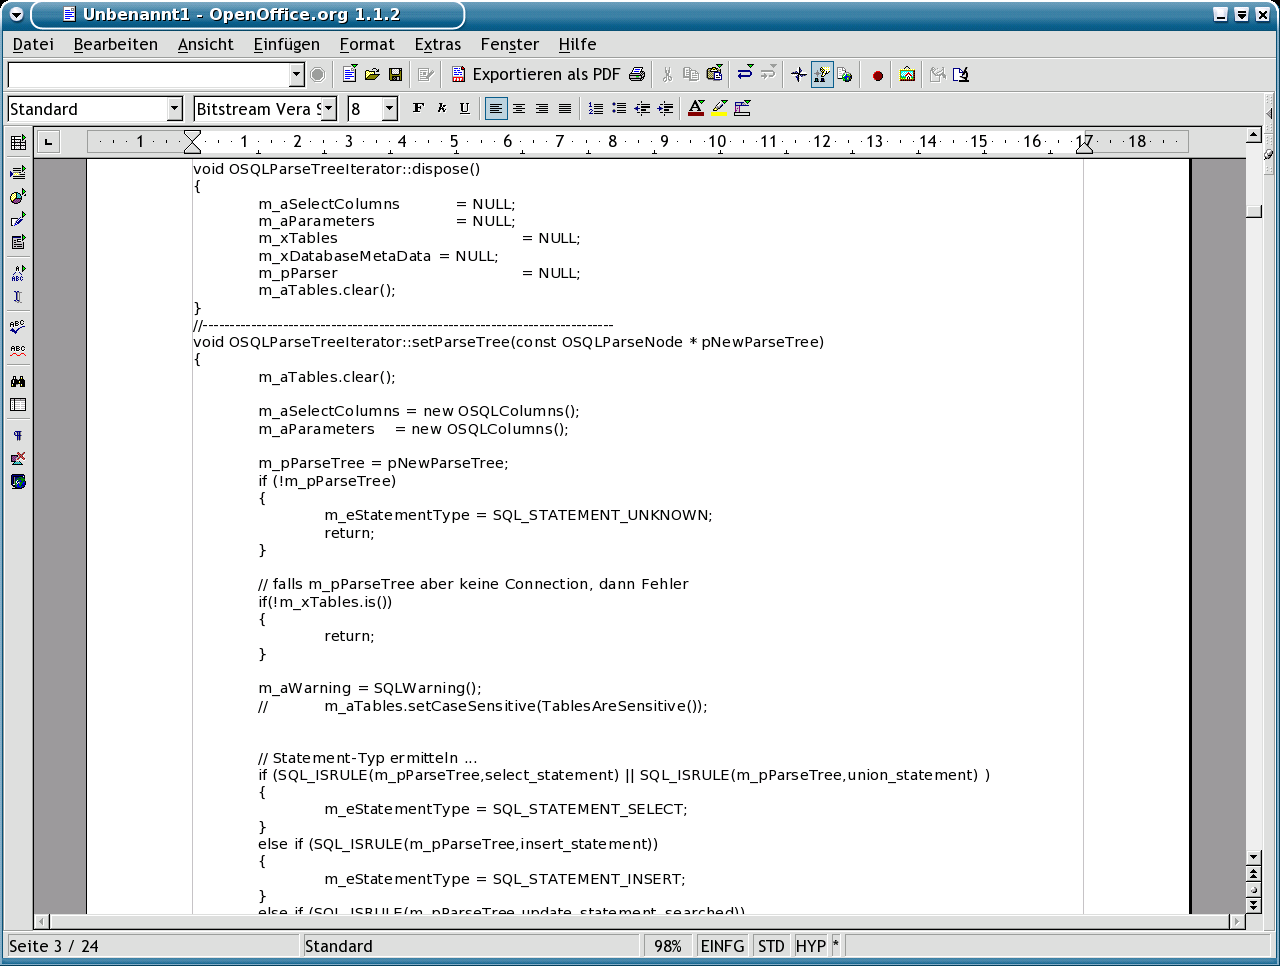 Unbenannt1 - OpenOffice.org 1.1.2
Datei Bearbeiten Ansicht Einfügen Format Extras Fenster Hilfe
Exportieren als PDF
Standard Bitstream Vera S 8 F k U
1 1 2 3 4 5 6 7 8 9 10 11 12 13 14 15 16 17 18
void OSQLParseTreeIterator::dispose()
{
m_aSelectColumns = NULL;
m_aParameters = NULL;
m_xTables = NULL;
m_xDatabaseMetaData = NULL;
m_pParser = NULL;
m_aTables.clear();
}
//-----------------------------------------------------------------------------
void OSQLParseTreeIterator::setParseTree(const OSQLParseNode * pNewParseTree)
{
m_aTables.clear();
m_aSelectColumns = new OSQLColumns();
m_aParameters = new OSQLColumns();
m_pParseTree = pNewParseTree;
if (!m_pParseTree)
{
m_eStatementType = SQL_STATEMENT_UNKNOWN;
return;
}
// falls m_pParseTree aber keine Connection, dann Fehler
if(!m_xTables.is())
{
return;
}
m_aWarning = SQLWarning();
// m_aTables.setCaseSensitive(TablesAreSensitive());
// Statement-Typ ermitteln ...
if (SQL_ISRULE(m_pParseTree,select_statement) || SQL_ISRULE(m_pParseTree,union_statement) )
{
m_eStatementType = SQL_STATEMENT_SELECT;
}
else if (SQL_ISRULE(m_pParseTree,insert_statement))
{
m_eStatementType = SQL_STATEMENT_INSERT;
}
else if (SQL_ISRULE(m_pParseTree,update_statement_searched))
Seite 3 / 24 Standard 98% EINFG STD HYP *